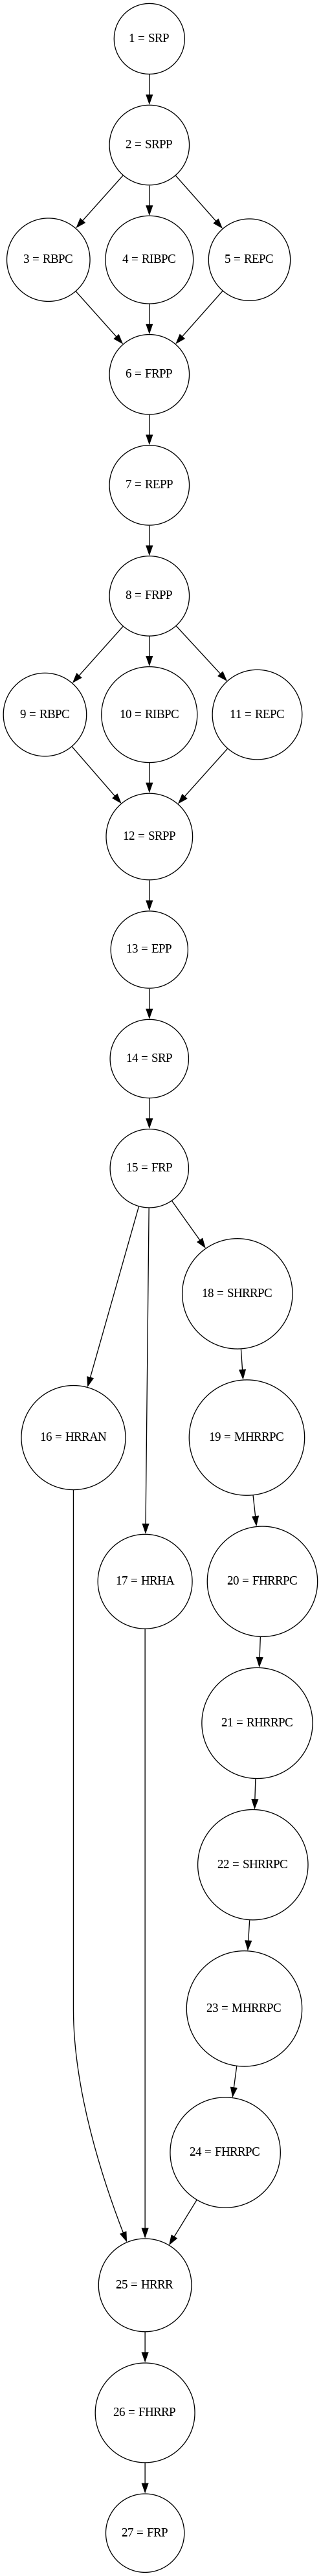 1 = SRP
2 = SRPP
3 = RBPC
4 = RIBPC
5 = REPC
6 = FRPP
7 = REPP
8 = FRPP
9 = RBPC
10 = RIBPC
11 = REPC
12 = SRPP
13 = EPP
14 = SRP
15 = FRP
18 = SHRRPC
16 = HRRAN
19 = MHRRPC
17 = HRHA
20 = FHRRPC
21 = RHRRPC
22 = SHRRPC
23 = MHRRPC
24 = FHRRPC
25 = HRRR
26 = FHRRP
27 = FRP